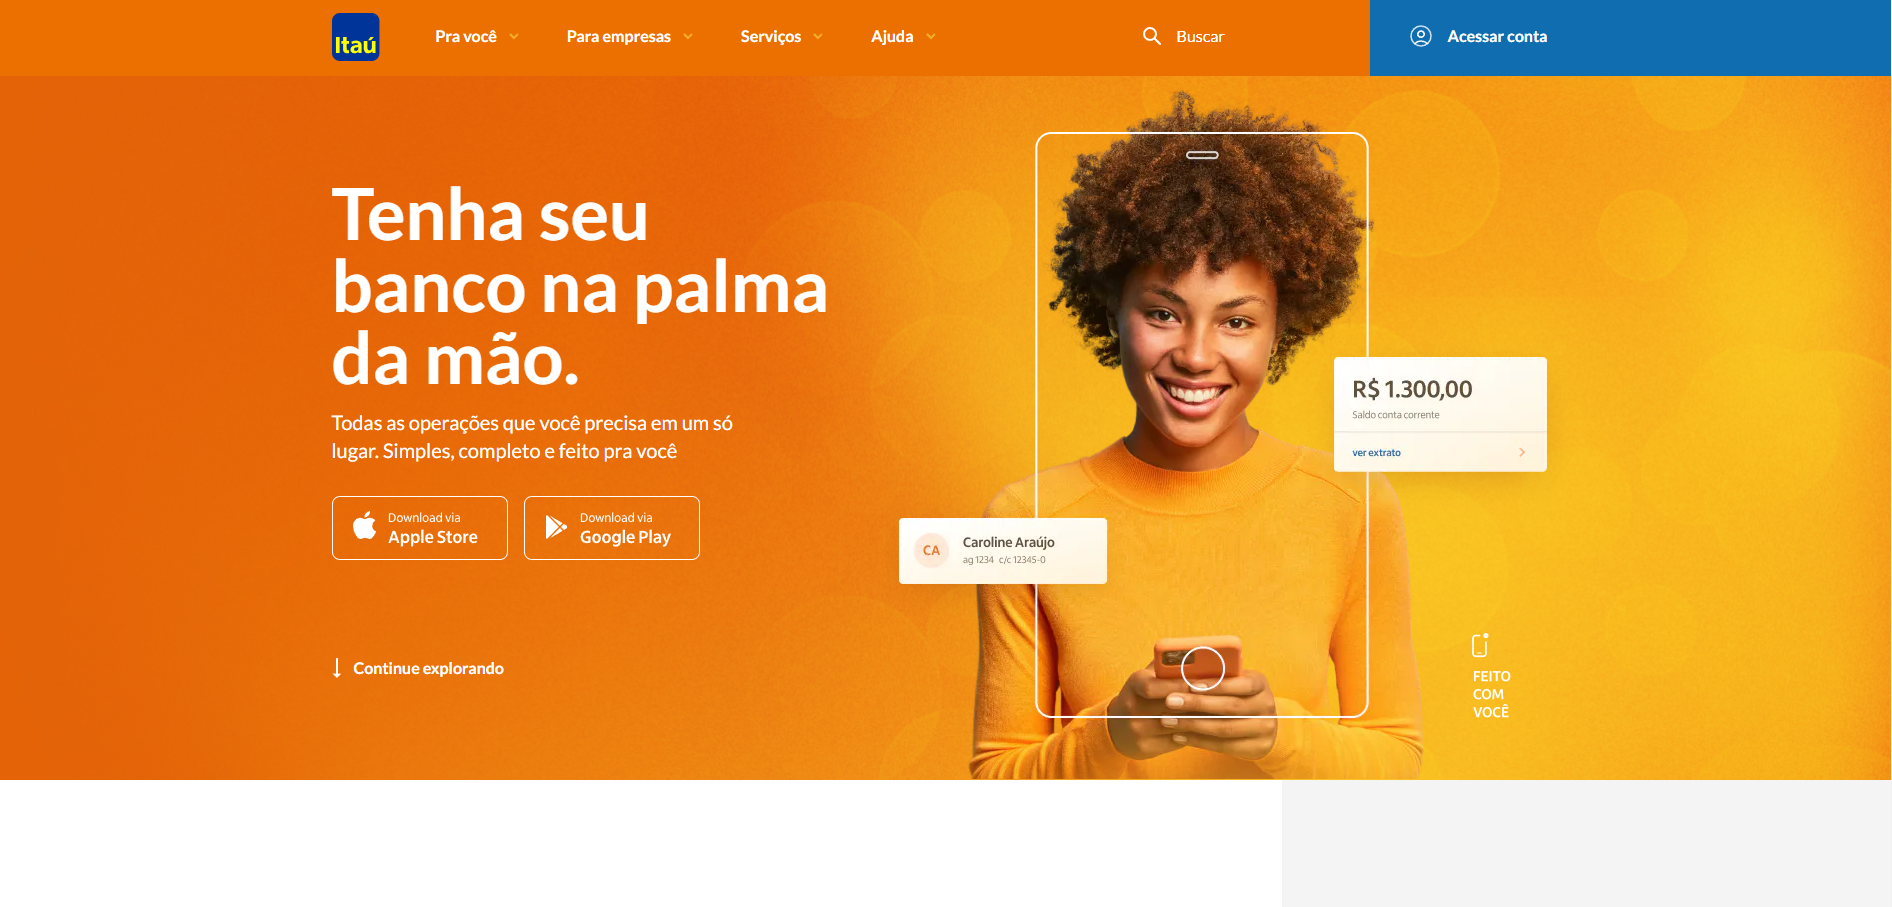 Itaú
Pra você
Para empresas
Serviços
Ajuda
Buscar
Acessar conta
Tenha seu
banco na palma
da mão.
Todas as operações que você precisa em um só
lugar. Simples, completo e feito pra você
Download via
Apple Store
Download via
Google Play
Continue explorando
R$ 1.300,00
Saldo conta corrente
ver extrato
CA
Caroline Araújo
ag 1234 c/c 12345-0
FEITO
COM
VOCÊ